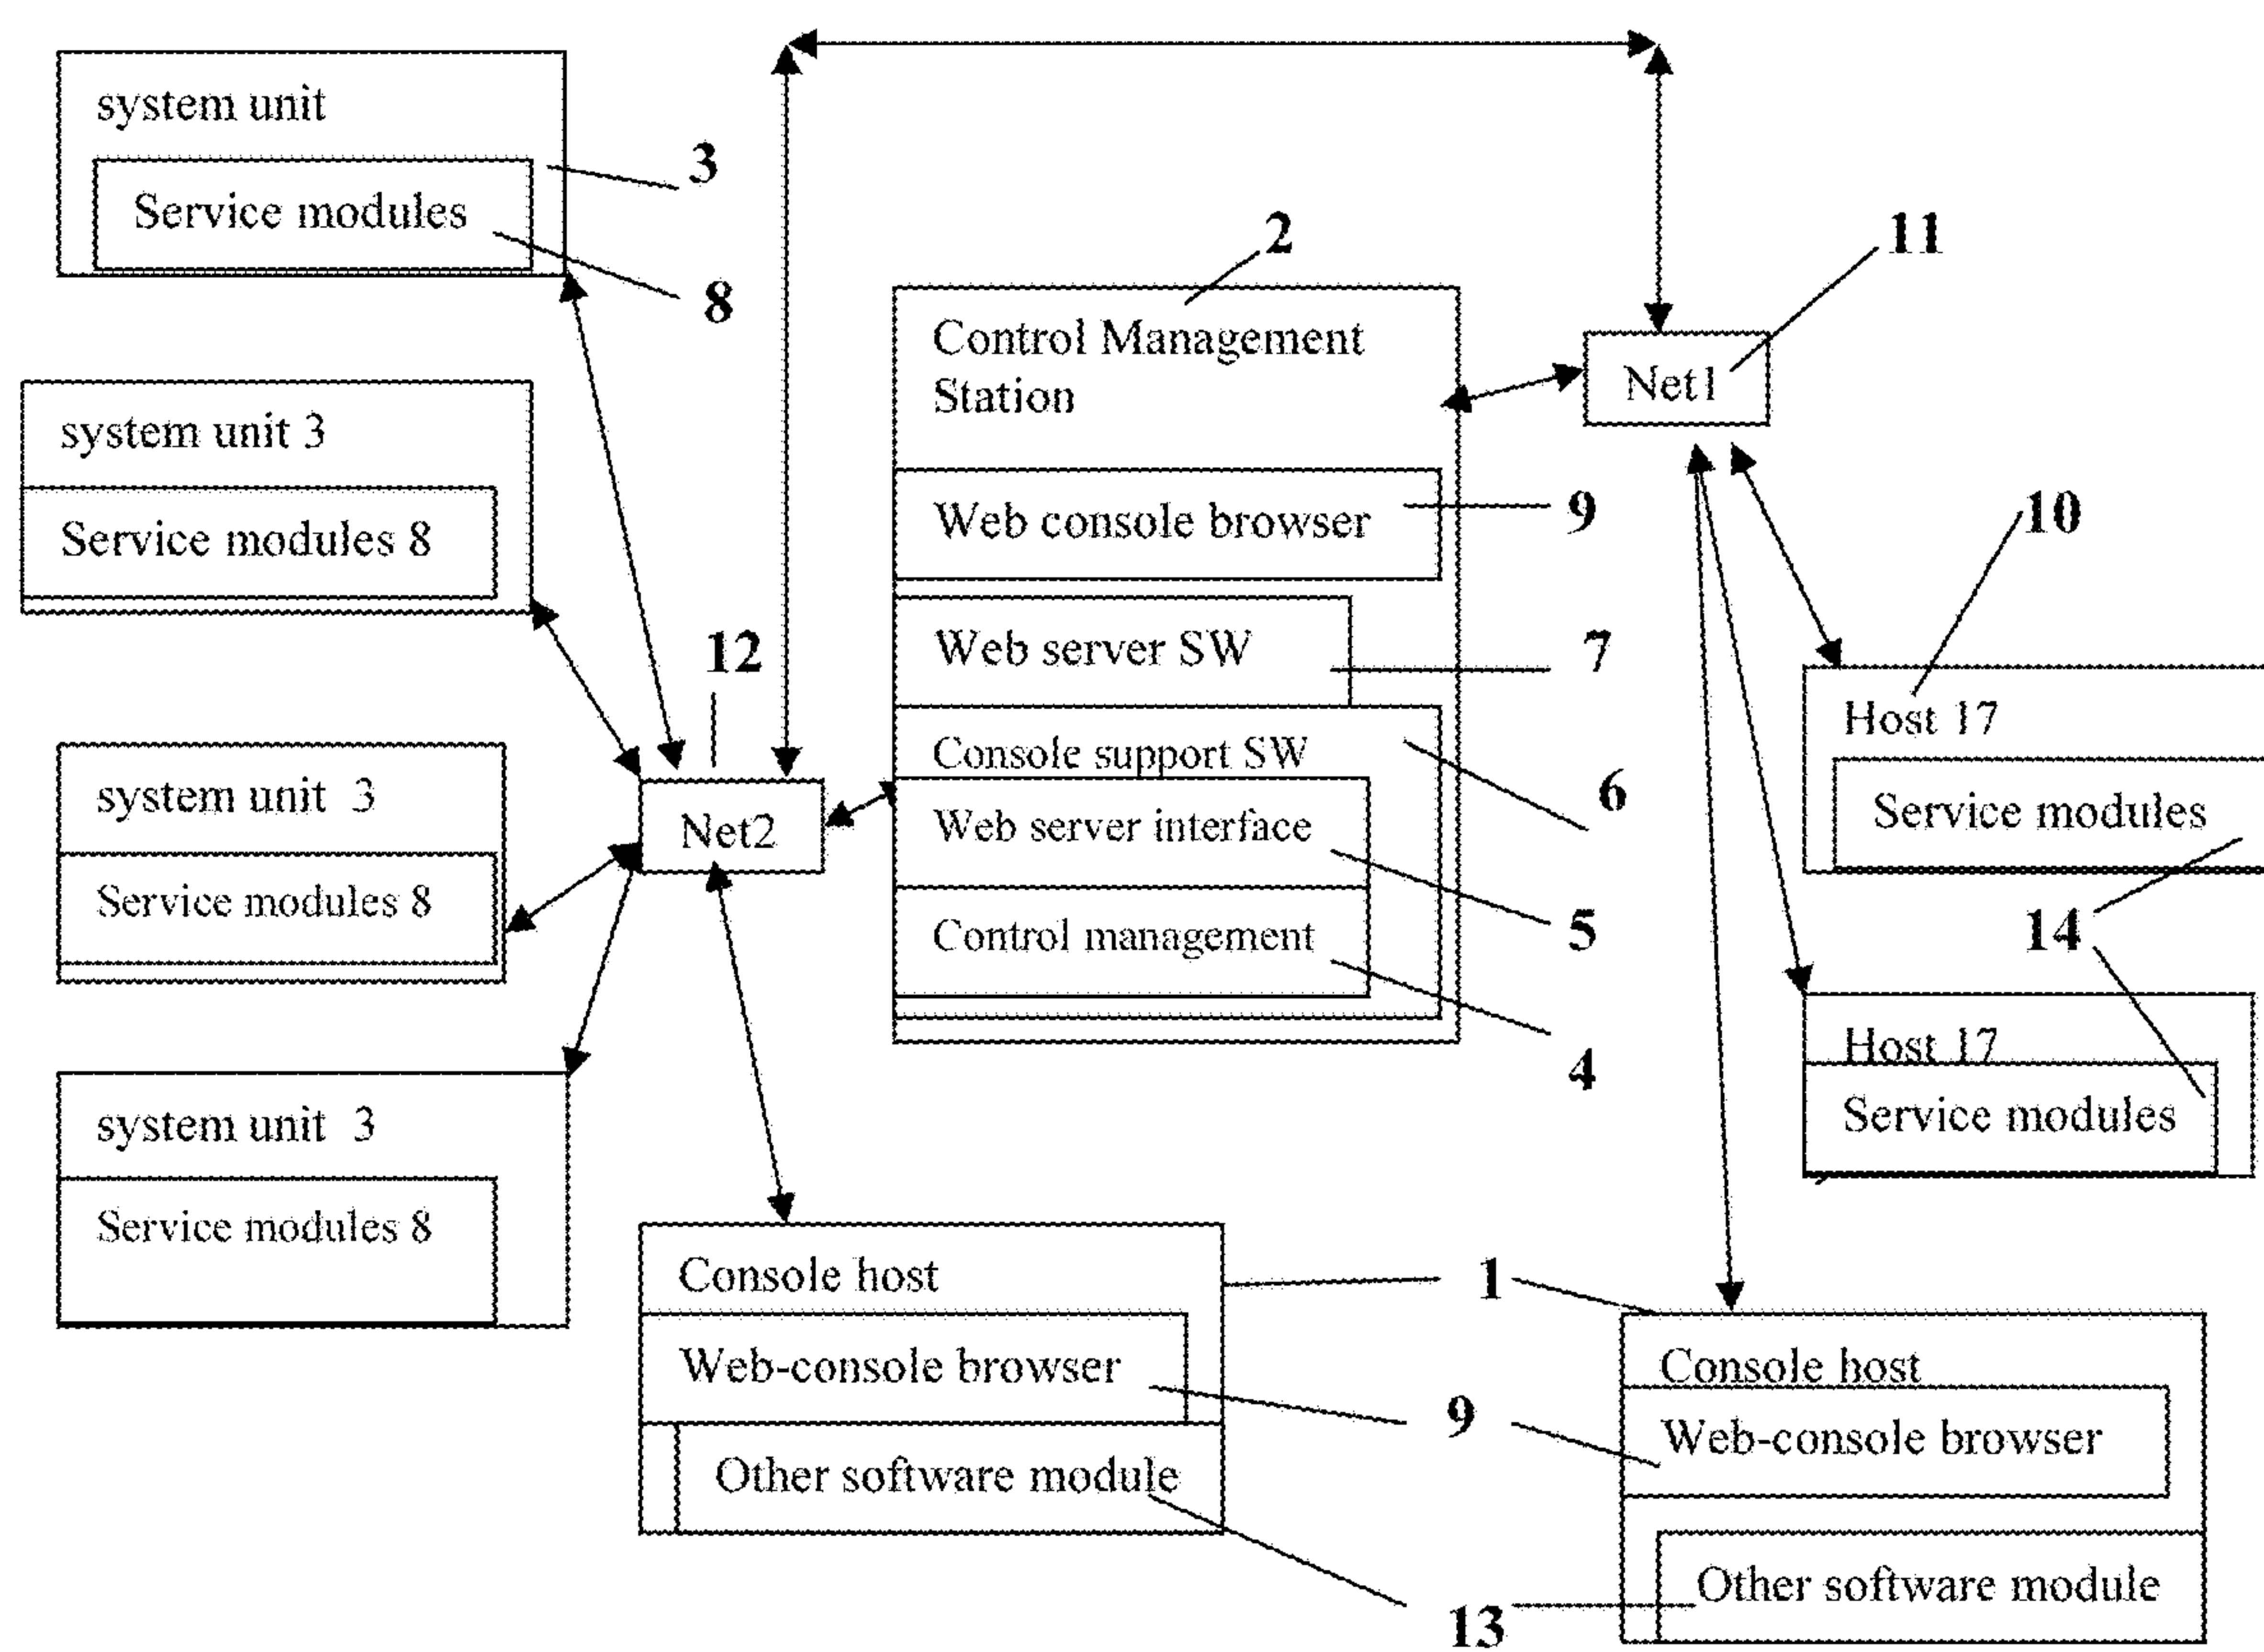 system unit
3
Service modules
8
system unit 3
Service modules 8
12
system unit  3
Service modules 8
Net2
system unit  3
Service modules 8
2
Control Management
Station
Web console browser
9
Web server SW
7
Console support SW
6
Web server interface
5
Control management
4
11
Net1
10
Host 17
Service modules
14
Host 17
Service modules
Console host
1
Web-console browser
9
Other software module
13
Console host
Web-console browser
Other software module